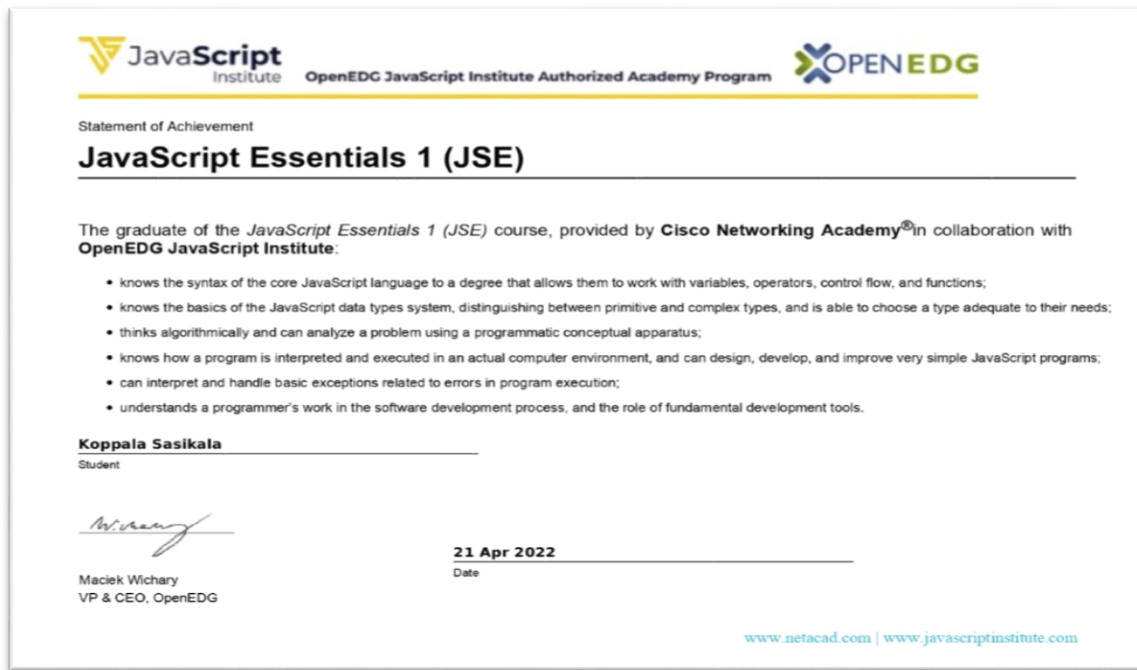 JavaScript
Institute
OpenEDG JavaScript Institute Authorized Academy Program
OPENEDG
Statement of Achievement
JavaScript Essentials 1 (JSE)
The graduate of the JavaScript Essentials 1 (JSE) course, provided by Cisco Networking Academy®in collaboration with
OpenEDG JavaScript Institute:
• knows the syntax of the core JavaScript language to a degree that allows them to work with variables, operators, control flow, and functions;
• knows the basics of the JavaScript data types system, distinguishing between primitive and complex types, and is able to choose a type adequate to their needs;
• thinks algorithmically and can analyze a problem using a programmatic conceptual apparatus;
• knows how a program is interpreted and executed in an actual computer environment, and can design, develop, and improve very simple JavaScript programs;
• can interpret and handle basic exceptions related to errors in program execution;
• understands a programmer's work in the software development process, and the role of fundamental development tools.
Koppala Sasikala
Student
21 Apr 2022
Date
Maciek Wichary
VP & CEO, OpenEDG
www.netacad.com | www.javascriptinstitute.com